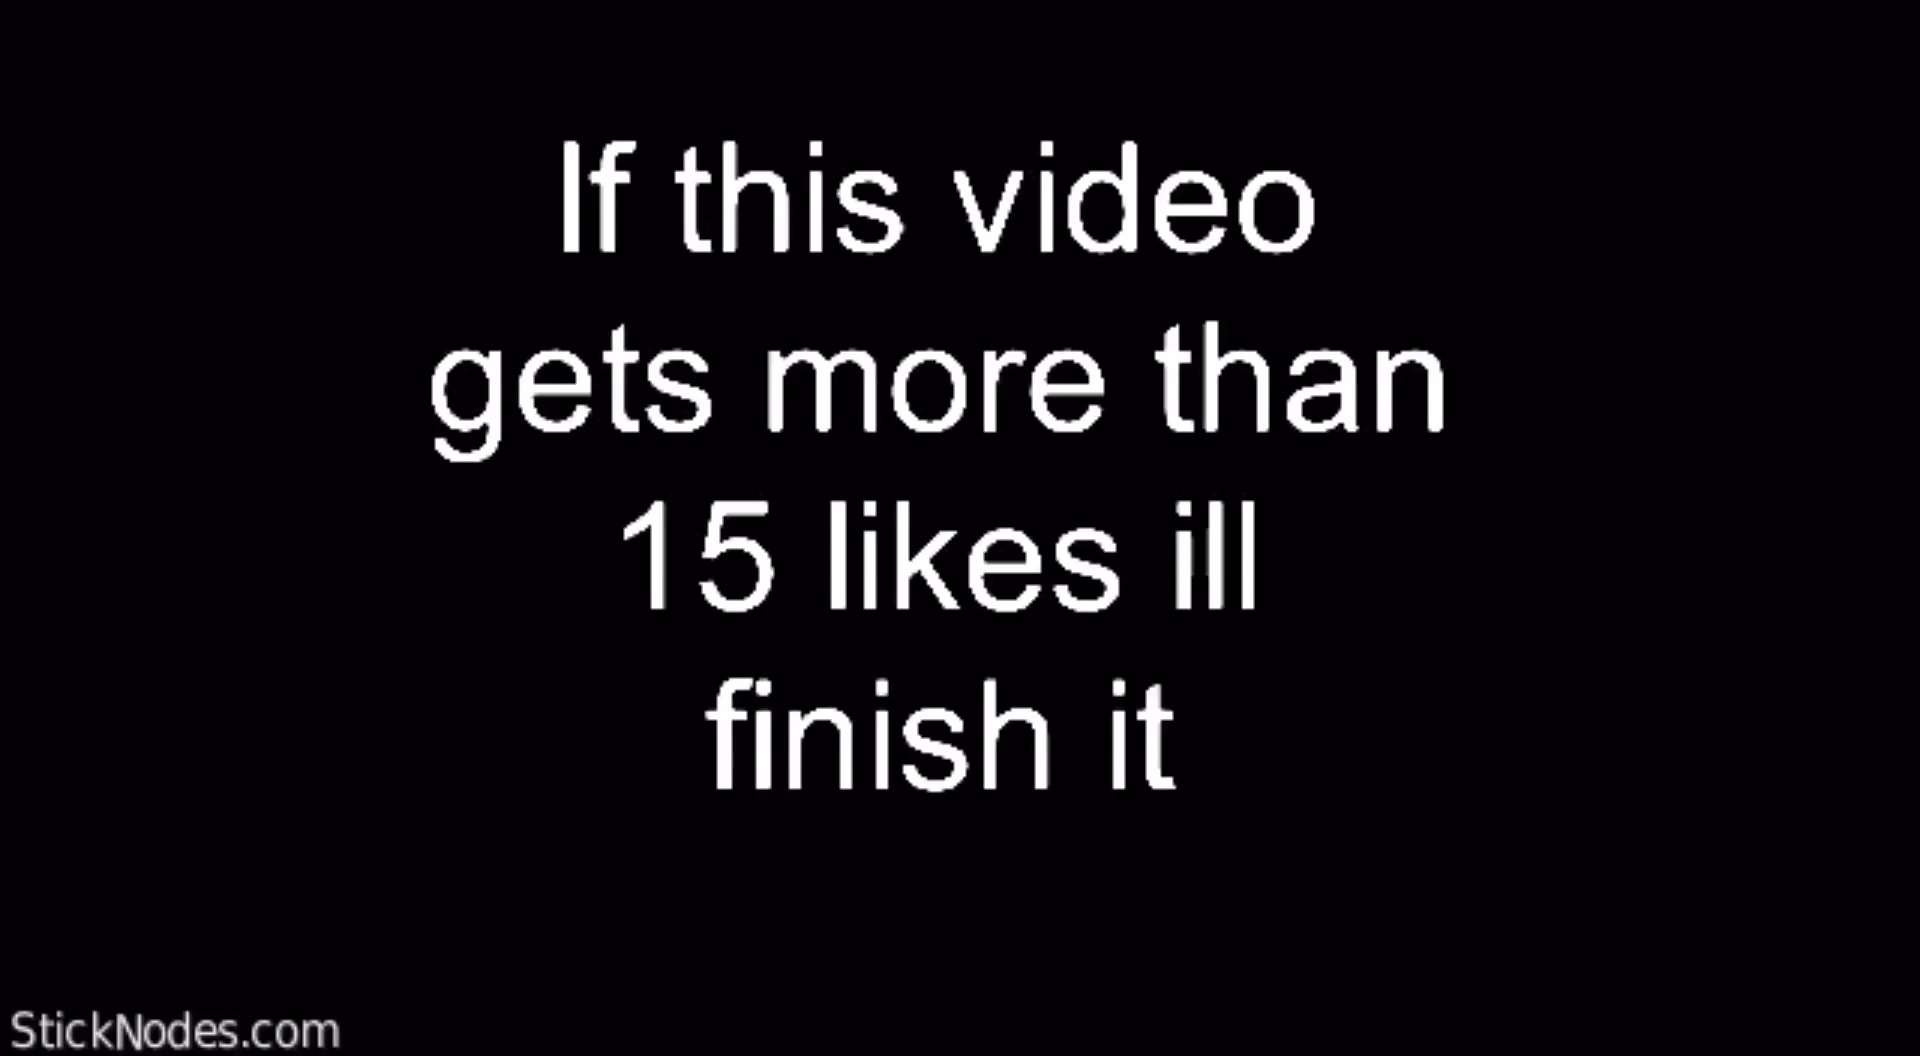 If this video
gets more than
15 likes ill
finish it
StickNodes.com